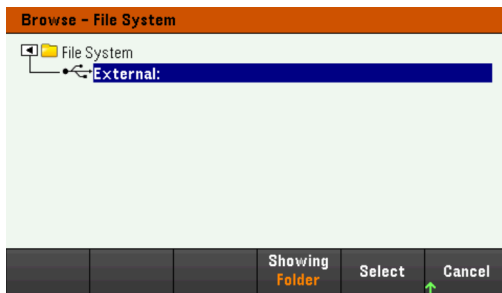 Browse - File System
File System
External:
Showing
Folder
Select
Cancel